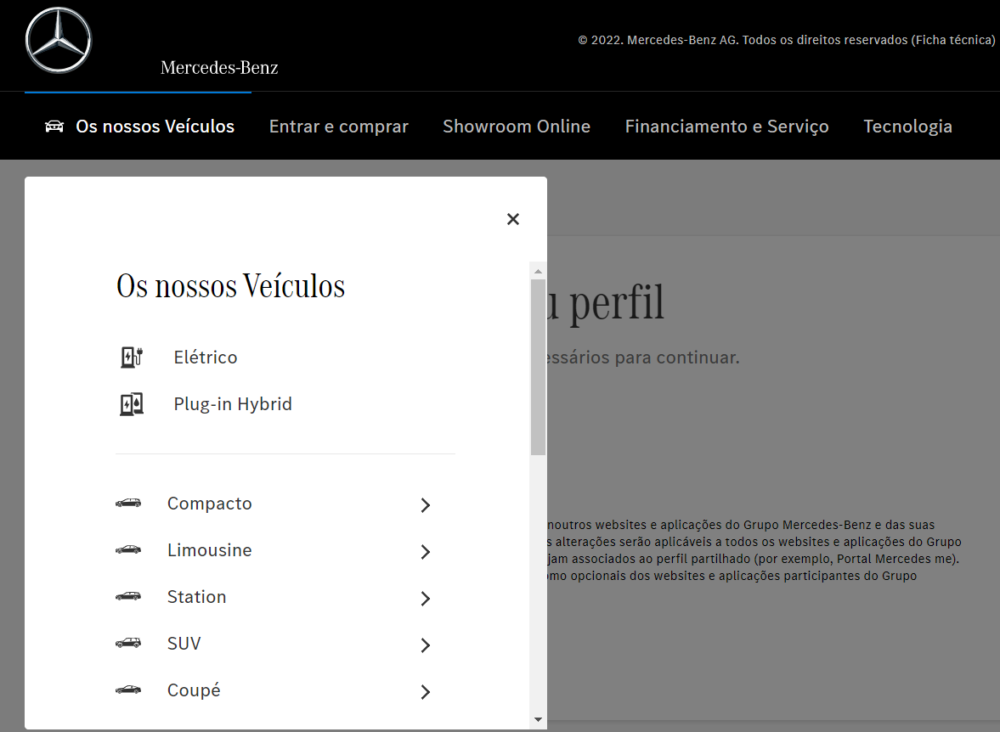 © 2022. Mercedes-Benz AG. Todos os direitos reservados (Ficha técnica)
Mercedes-Benz
Os nossos Veículos Entrar e comprar Showroom Online Financiamento e Serviço Tecnologia
Os nossos Veículos
Elétrico
Plug-in Hybrid
Compacto
Limousine
Station
SUV
Coupé
perfil
para continuar.
noutros websites e aplicações do Grupo Mercedes-Benz e das suas
alterações serão aplicáveis a todos os websites e aplicações do Grupo
associados ao perfil partilhado (por exemplo, Portal Mercedes me).
opcionais dos websites e aplicações participantes do Grupo